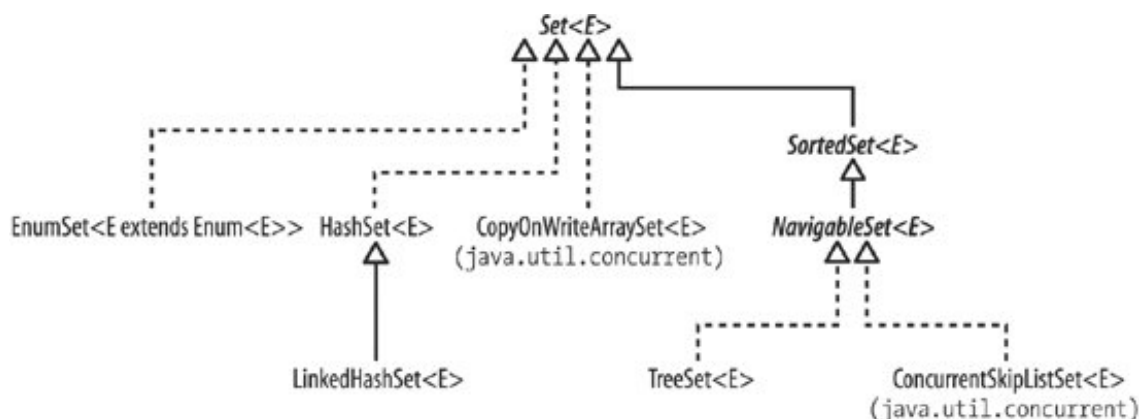 Set<E>
SortedSet<E>
EnumSet<E extends Enum<E>> HashSet<E> CopyOnWriteArraySet<E> NavigableSet<E>
(java.util.concurrent)
LinkedHashSet<E> TreeSet<E> ConcurrentSkipListSet<E>
(java.util.concurrent)